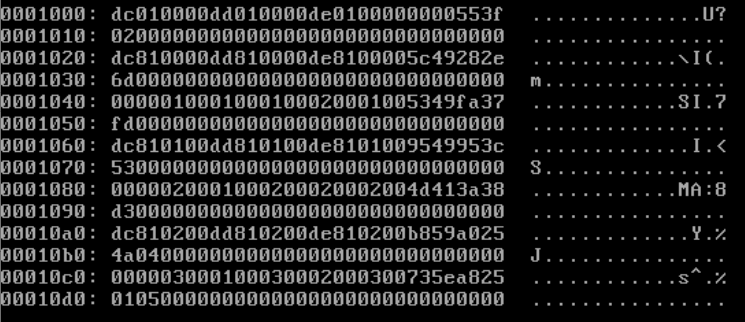 0001000: dc010000dd010000de0100000000553f ..............U?
0001010: 02000000000000000000000000000000 ................
0001020: dc810000dd810000de8100005c49282e ............\I(.
0001030: 6d000000000000000000000000000000 m...............
0001040: 0000010001000100020001005349fa37 ............SI.7
0001050: fd000000000000000000000000000000 ................
0001060: dc810100dd810100de8101009549953c .............I.<
0001070: 53000000000000000000000000000000 S...............
0001080: 0000020001000200020002004d413a38 ............MA:8
0001090: d3000000000000000000000000000000 ................
00010a0: dc810200dd810200de810200b859a025 .............Y.%
00010b0: 4a040000000000000000000000000000 J...............
00010c0: 000003000100030002000300735ea825 ............s^.%
00010d0: 01050000000000000000000000000000 ................